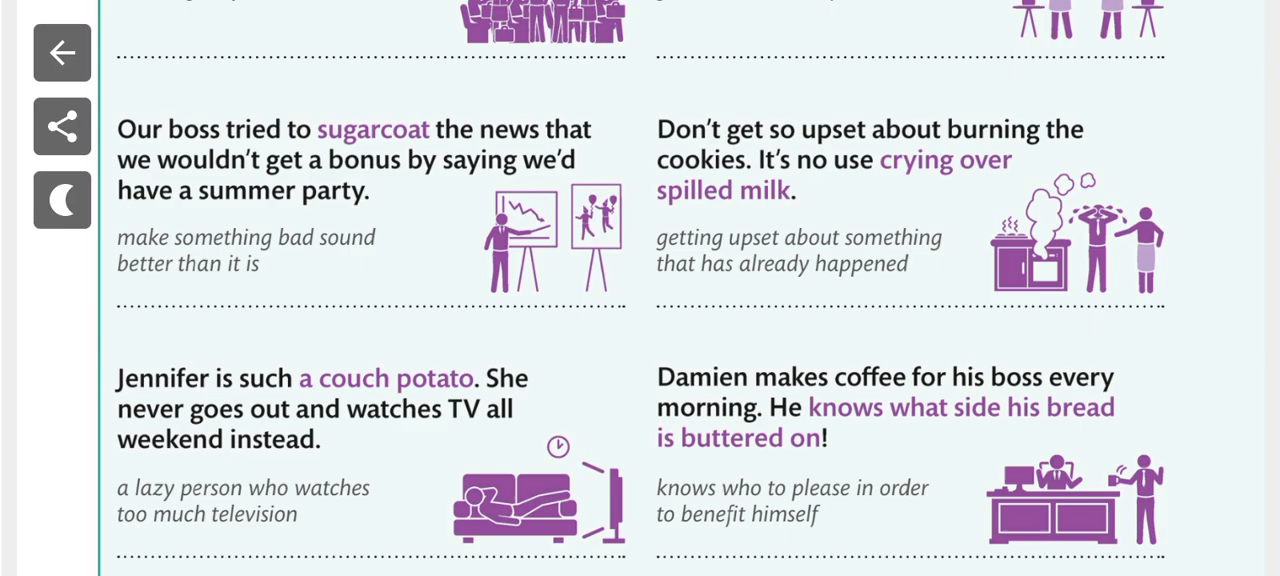 Our boss tried to sugarcoat the news that
we wouldn't get a bonus by saying we'd
have a summer party.
make something bad sound
better than it is
Don't get so upset about burning the
cookies. It's no use crying over
spilled milk.
getting upset about something
that has already happened
Jennifer is such a couch potato. She
never goes out and watches TV all
weekend instead.
a lazy person who watches
too much television
Damien makes coffee for his boss every
morning. He knows what side his bread
is buttered on!
knows who to please in order
to benefit himself